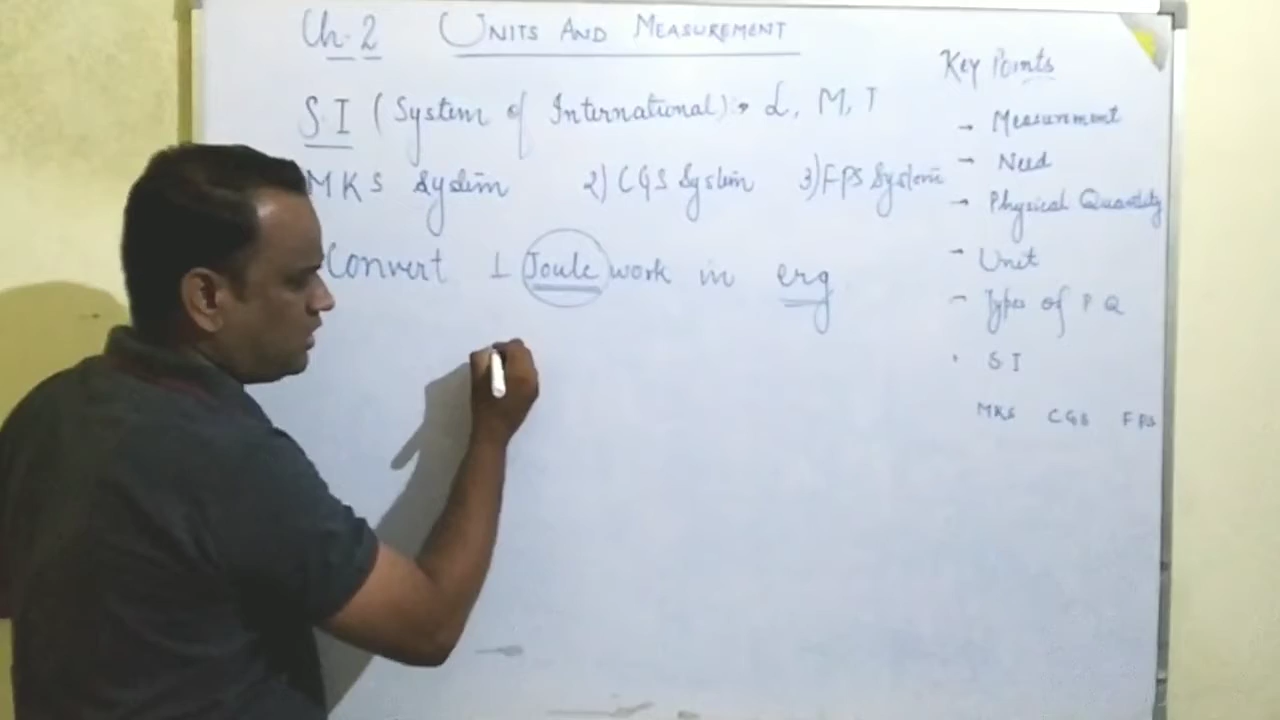 Ch. 2 UNITS AND MEASUREMENT
S.I (System of International) :- L, M, T
MKS System 2) CGS System 3) FPS System
Convert 1 Joule work in erg
Key Points
→ Measurment
→ Need
→ Physical Quantity
- Unit
- Types of P Q
· S I
MKS CGS FPS